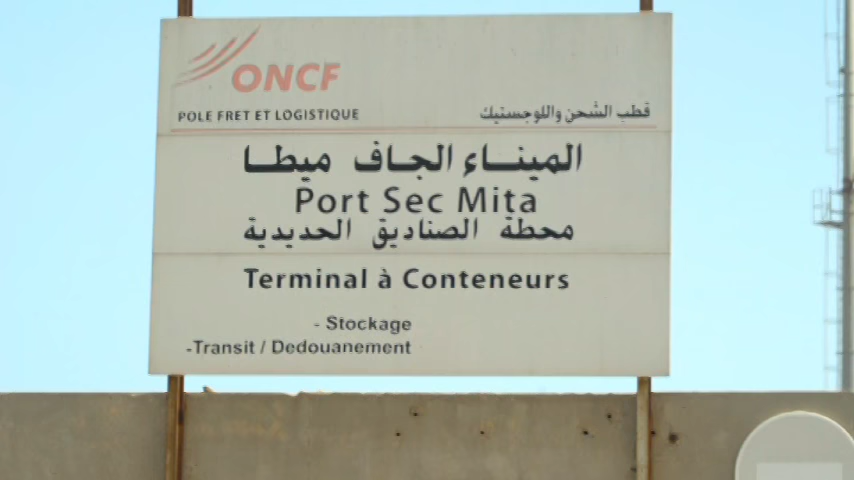 ONCF
POLE FRET ET LOGISTIQUE
قطب الشحن واللوجستيك
الميناء الجاف ميطا
Port Sec Mita
محطة الصناديق الحديدية
Terminal à Conteneurs
- Stockage
-Transit / Dedouanement